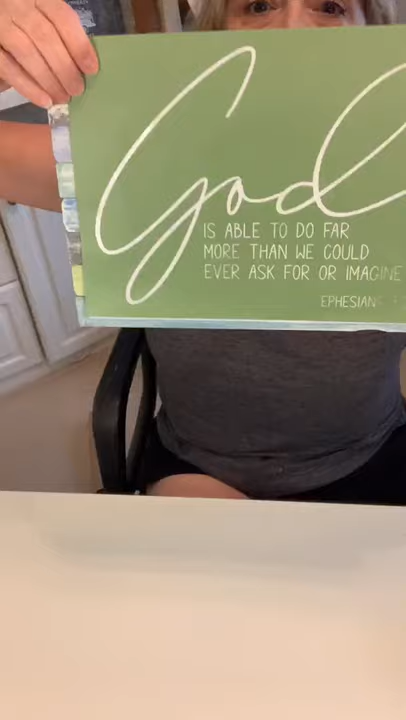 God
IS ABLE TO DO FAR
MORE THAN WE COULD
EVER ASK FOR OR IMAGINE
EPHESIANS